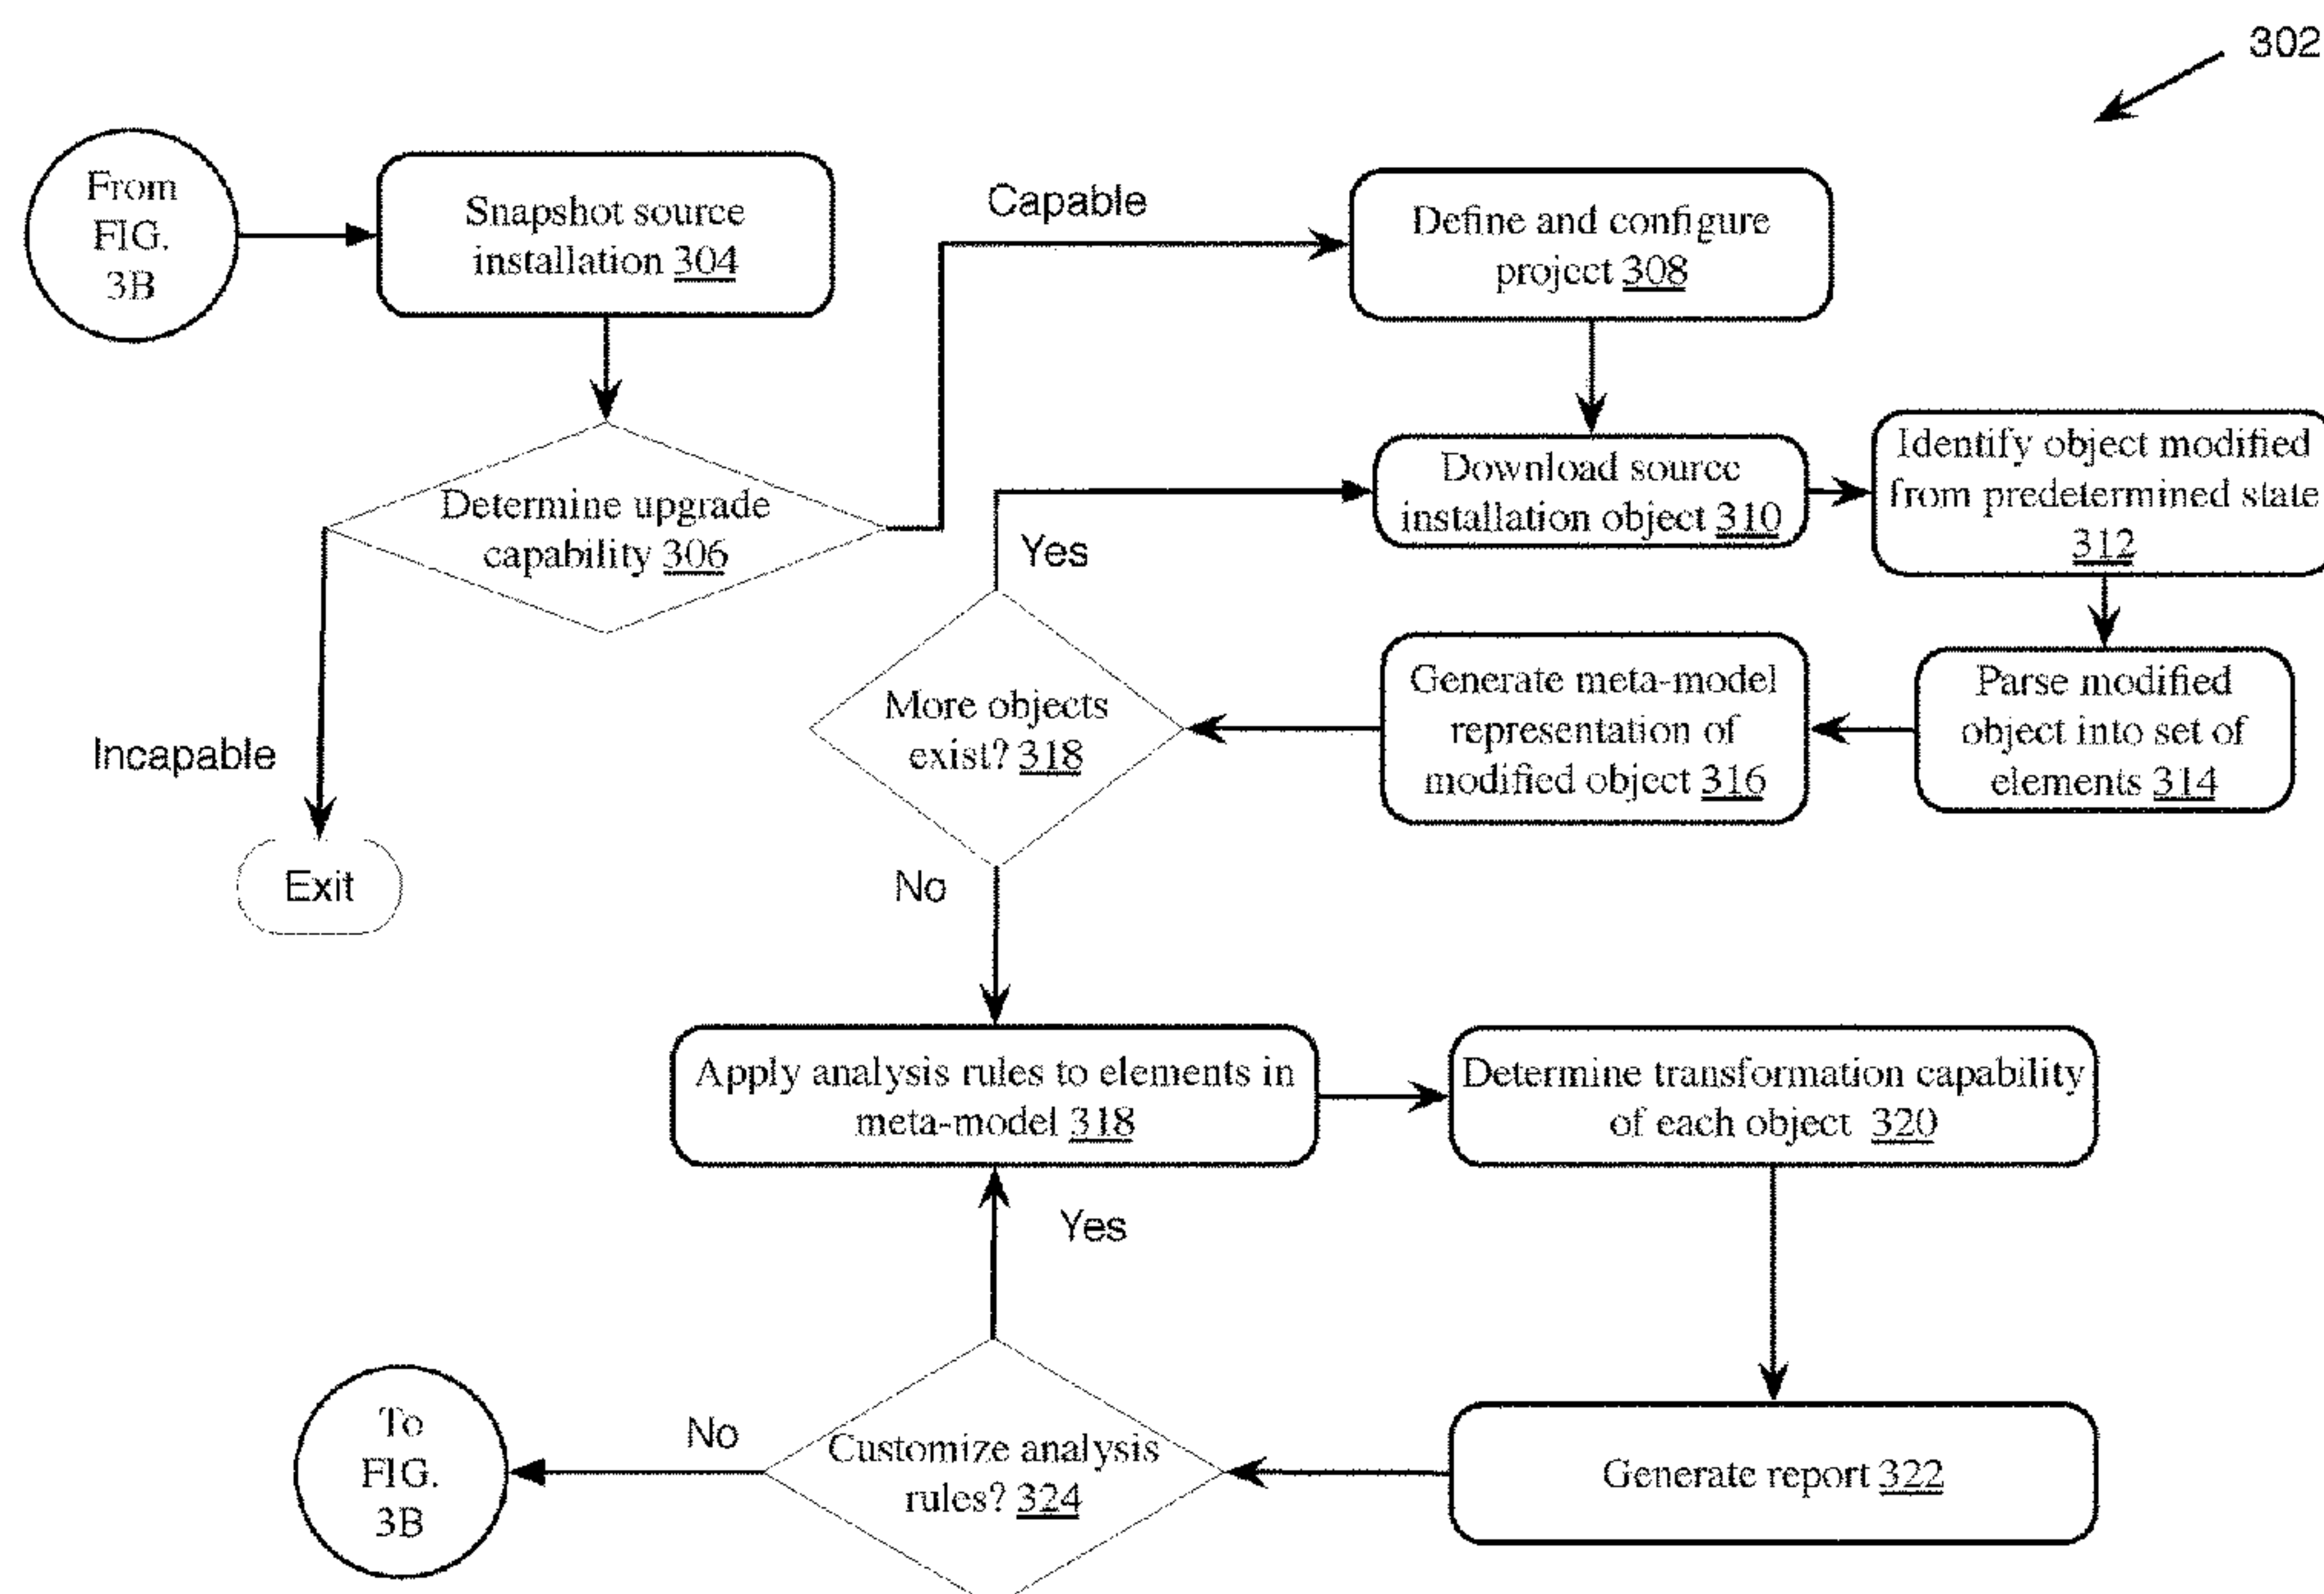 302
From
FIG.
3B
Snapshot source
installation 304
Capable
Define and configure
project 308
Determine upgrade
capability 306
Yes
Download source
installation object 310
Identify object modified
from predetermined state
312
Incapable
Exit
More objects
exist? 318
Generate meta-model
representation of
modified object 316
Parse modified
object into set of
elements 314
No
Apply analysis rules to elements in
meta-model 318
Determine transformation capability
of each object 320
Yes
To
FIG.
3B
No
Customize analysis
rules? 324
Generate report 322